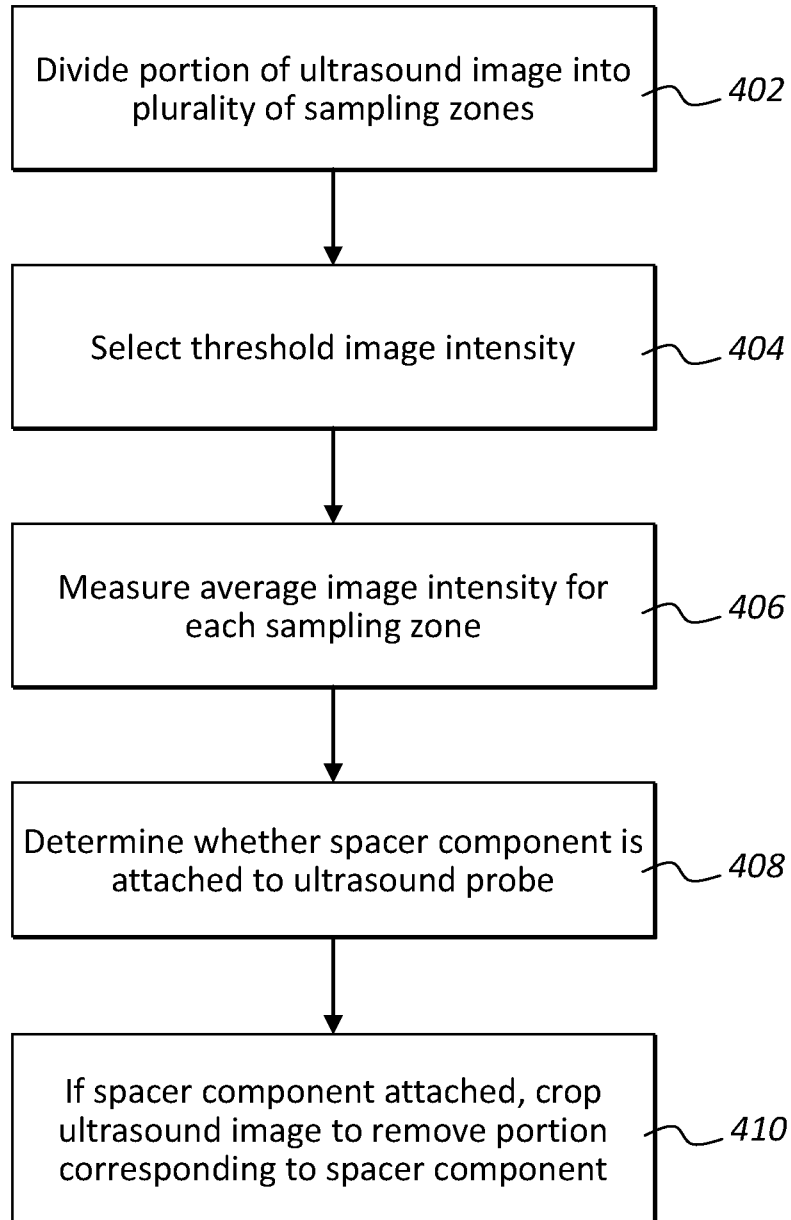 Divide portion of ultrasound image into
plurality of sampling zones
402
Select threshold image intensity
404
Measure average image intensity for
each sampling zone
406
Determine whether spacer component is
attached to ultrasound probe
408
If spacer component attached, crop
ultrasound image to remove portion
corresponding to spacer component
410